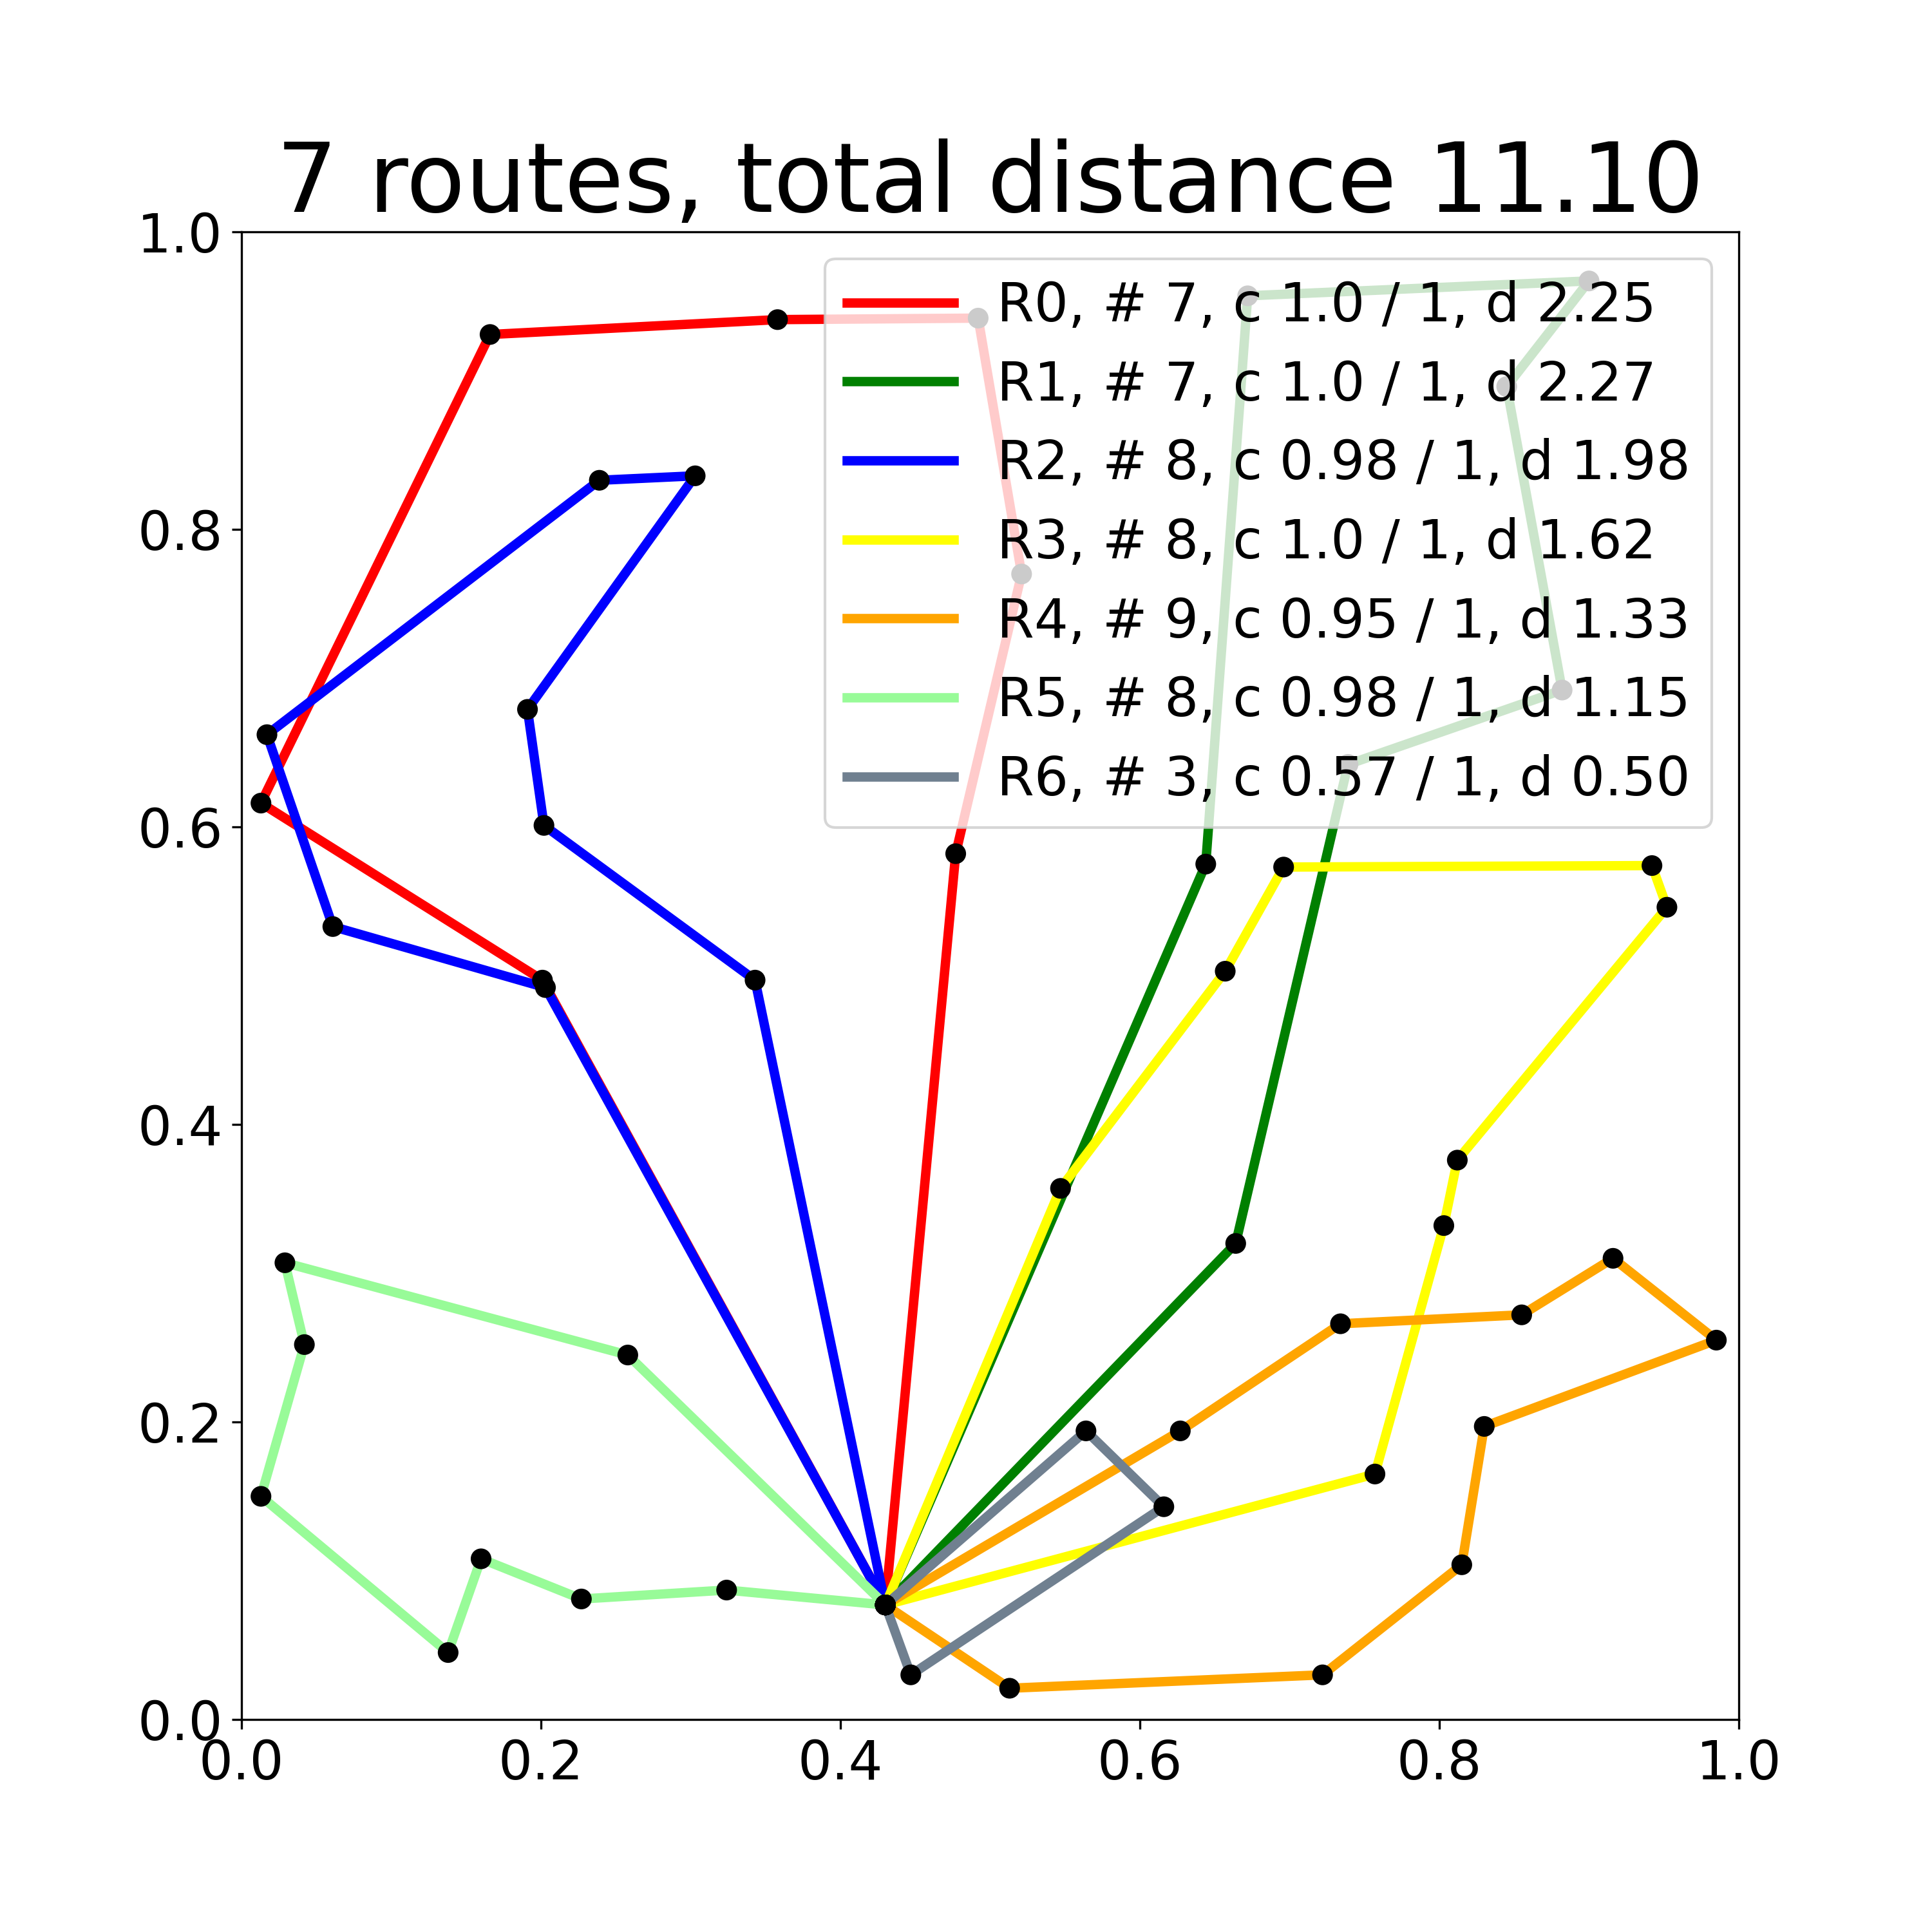 7 routes, total distance 11.10
1.0
0.8
0.6
0.4
0.2
0.0
R0, # 7, c 1.0 / 1, d 2.25
R1, # 7, c 1.0 / 1, d 2.27
R2, # 8, c 0.98 / 1, d 1.98
R3, # 8, c 1.0 / 1, d 1.62
R4, # 9, c 0.95 / 1, d 1.33
R5, # 8, c 0.98 / 1, d 1.15
R6, # 3, c 0.57 / 1, d 0.50
0.0 0.2 0.4 0.6 0.8 1.0